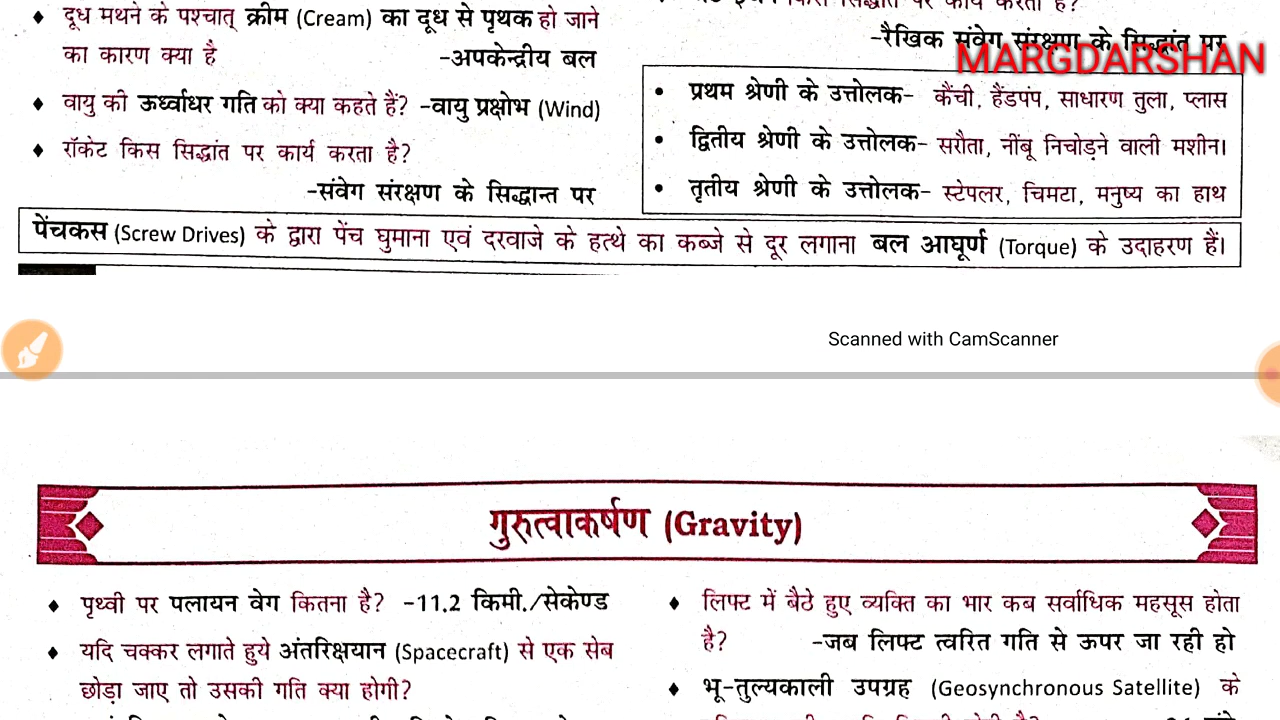 दूध मथने के पश्चात् क्रीम (Cream) का दूध से पृथक हो जाने
का कारण क्या है -अपकेन्द्रीय बल
♦ वायु की ऊर्ध्वाधर गति को क्या कहते हैं? -वायु प्रक्षोभ (Wind)
♦ रॉकेट किस सिद्धांत पर कार्य करता है?
-संवेग संरक्षण के सिद्धान्त पर
-रैखिक संवेग संरक्षण के सिद्धांत पर
MARGDARSHAN
• प्रथम श्रेणी के उत्तोलक- कैंची, हैंडपंप, साधारण तुला, प्लास
• द्वितीय श्रेणी के उत्तोलक- सरौता, नींबू निचोड़ने वाली मशीन।
• तृतीय श्रेणी के उत्तोलक- स्टेपलर, चिमटा, मनुष्य का हाथ
पेंचकस (Screw Drives) के द्वारा पेंच घुमाना एवं दरवाजे के हत्थे का कब्जे से दूर लगाना बल आघूर्ण (Torque) के उदाहरण हैं।
Scanned with CamScanner
गुरुत्वाकर्षण (Gravity)
♦ पृथ्वी पर पलायन वेग कितना है? -11.2 किमी./सेकेण्ड
♦ यदि चक्कर लगाते हुये अंतरिक्षयान (Spacecraft) से एक सेब
छोड़ा जाए तो उसकी गति क्या होगी?
♦ लिफ्ट में बैठे हुए व्यक्ति का भार कब सर्वाधिक महसूस होता
है? -जब लिफ्ट त्वरित गति से ऊपर जा रही हो
♦ भू-तुल्यकाली उपग्रह (Geosynchronous Satellite) के